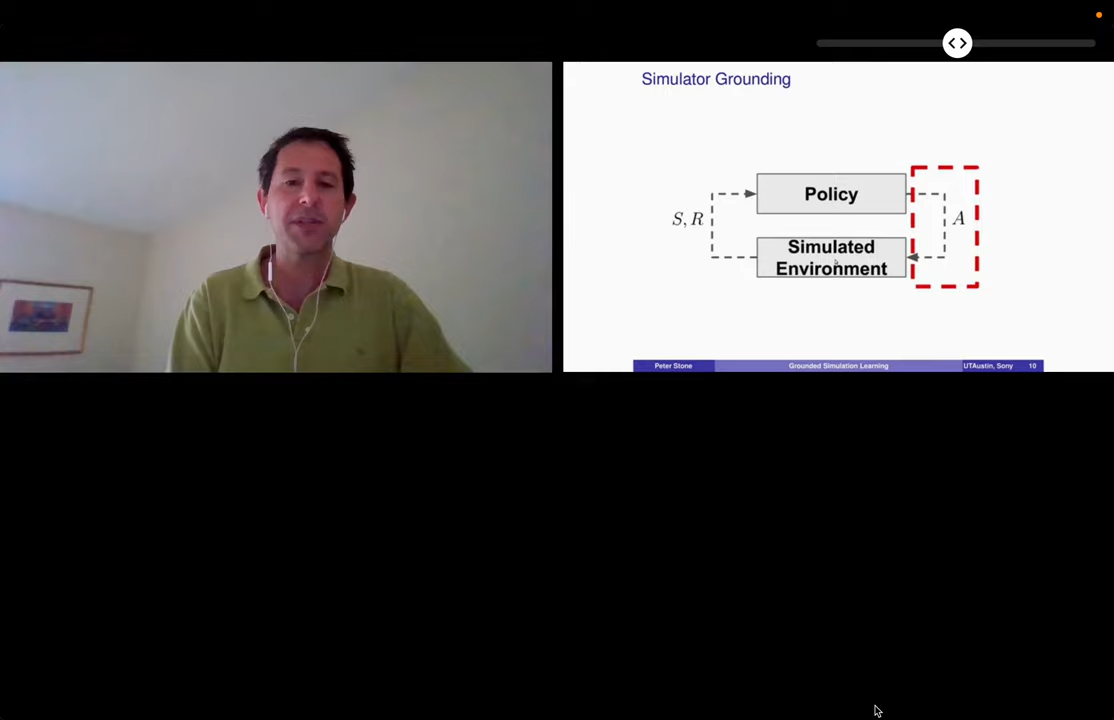 Simulator Grounding
Policy
S, R
A
Simulated
Environment
Peter Stone
Grounded Simulation Learning
UTAustin, Sony
10